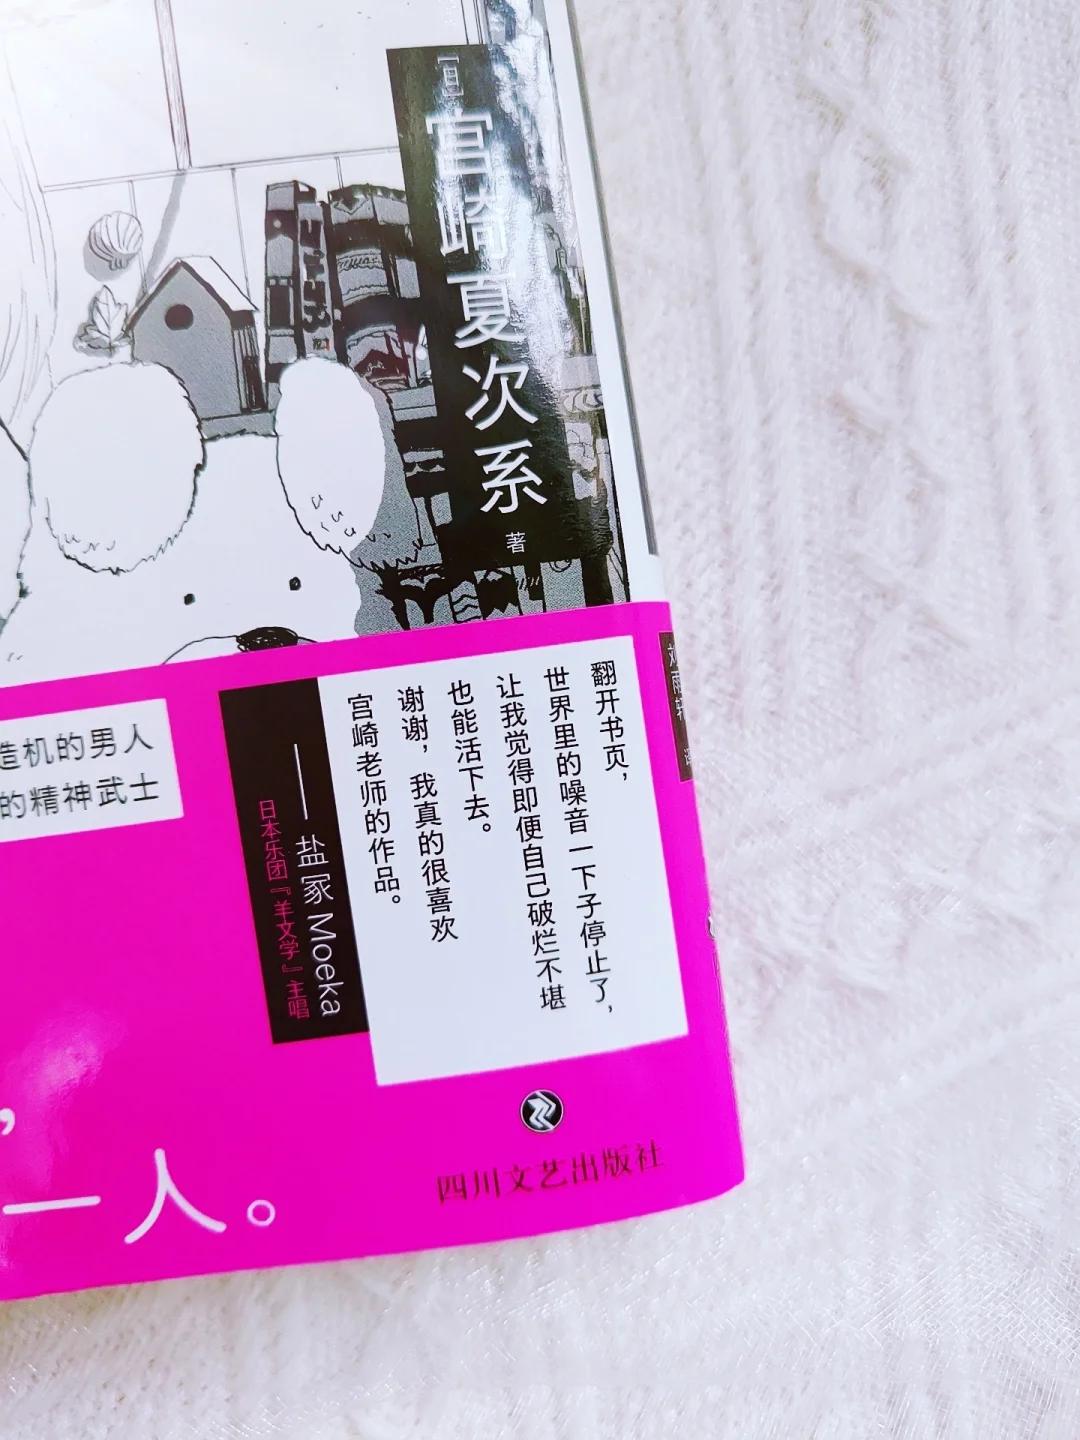 [日]
宫崎夏次系
著
翻开书页，
世界里的噪音一下子停止了，
让我觉得即便自己破烂不堪
也能活下去。
谢谢，我真的很喜欢
宫崎老师的作品。
——盐冢Moeka
日本乐团『羊文学』主唱
造机的男人
的精神武士
，
一人。
四川文艺出版社